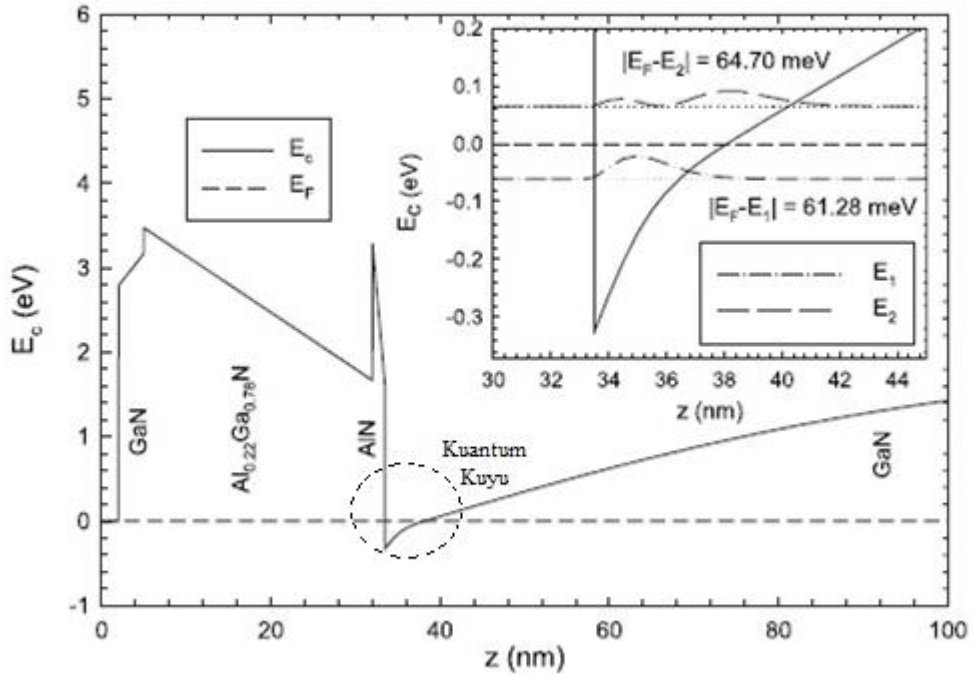 6
5
4
3
2
1
0
-1
E_c (eV)
0
20
40
60
80
100
z (nm)
E_c
E_F
GaN
Al0.22Ga0.78N
AlN
Kuantum
Kuyu
GaN
0.2
0.1
0.0
-0.1
-0.2
-0.3
E_C (eV)
30
32
34
36
38
40
42
44
z (nm)
|E_F-E_2| = 64.70 meV
|E_F-E_1| = 61.28 meV
E_1
E_2